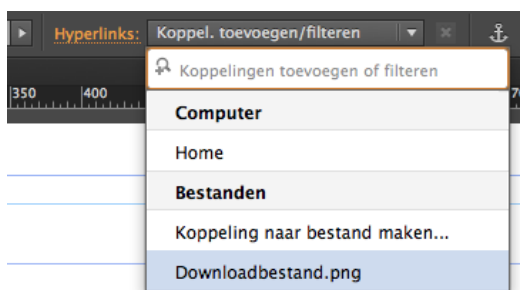 Hyperlinks: Koppel. toevoegen/filteren
Koppelingen toevoegen of filteren
350 400
Computer
Home
Bestanden
Koppeling naar bestand maken...
Downloadbestand.png